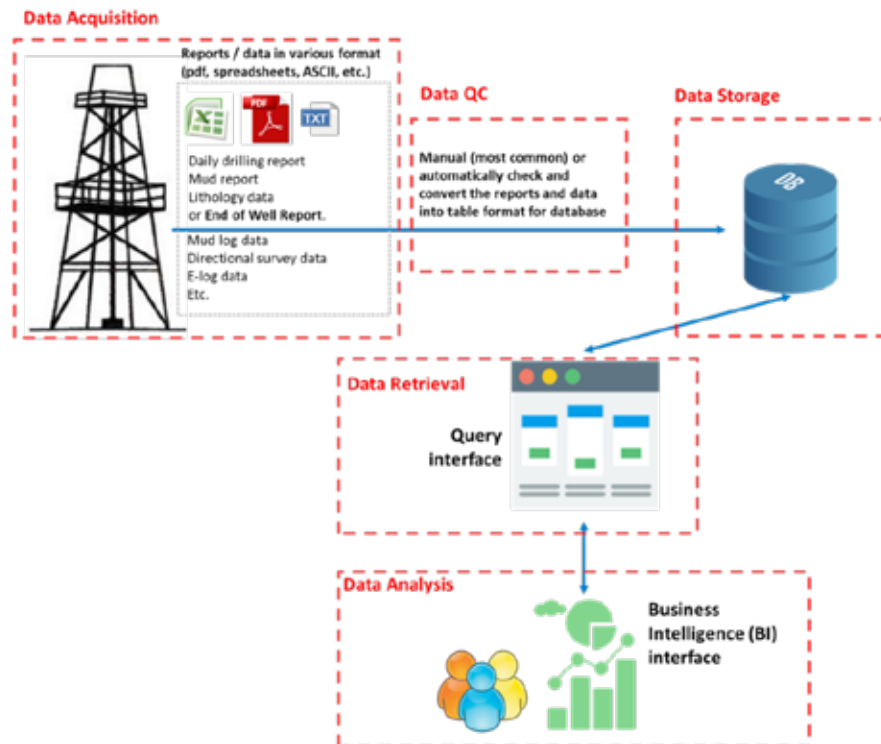 Data Acquisition
Reports / data in various format
(pdf, spreadsheets, ASCII, etc.)
PDF
TXT
Daily drilling report
Mud report
Lithology data
or End of Well Report.
Mud log data
Directional survey data
E-log data
Etc.
Data QC
Manual (most common) or
automatically check and
convert the reports and data
into table format for database
Data Storage
DB
Data Retrieval
Query
interface
Data Analysis
Business
Intelligence (BI)
interface